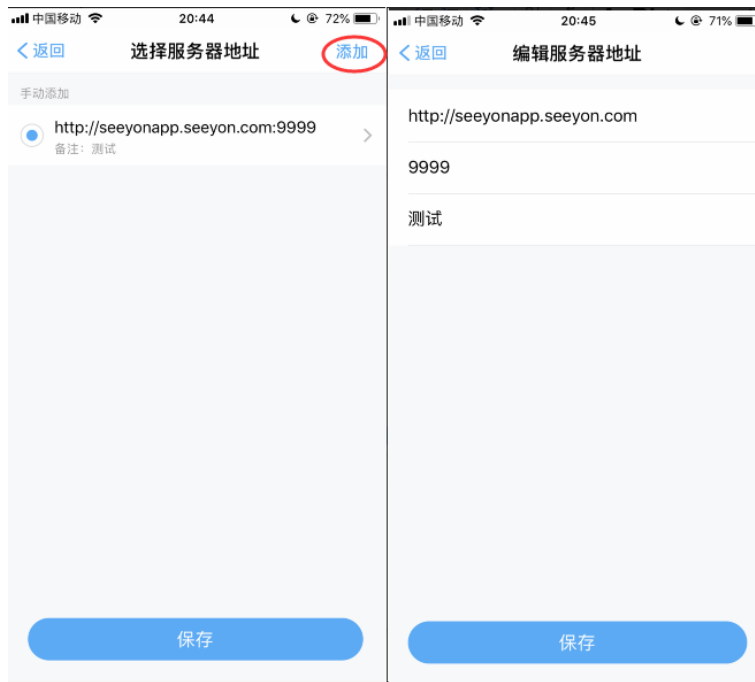 中国移动 20:44 72%
返回 选择服务器地址 添加
手动添加
http://seeyonapp.seeyon.com:9999
备注：测试
保存
中国移动 20:45 71%
返回 编辑服务器地址
http://seeyonapp.seeyon.com
9999
测试
保存